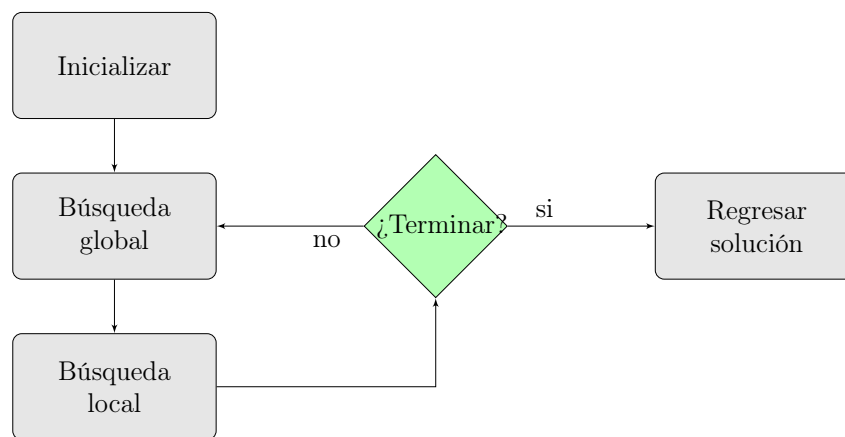 Inicializar
Búsqueda
global
no
¿Terminar?
si
Regresar
solución
Búsqueda
local